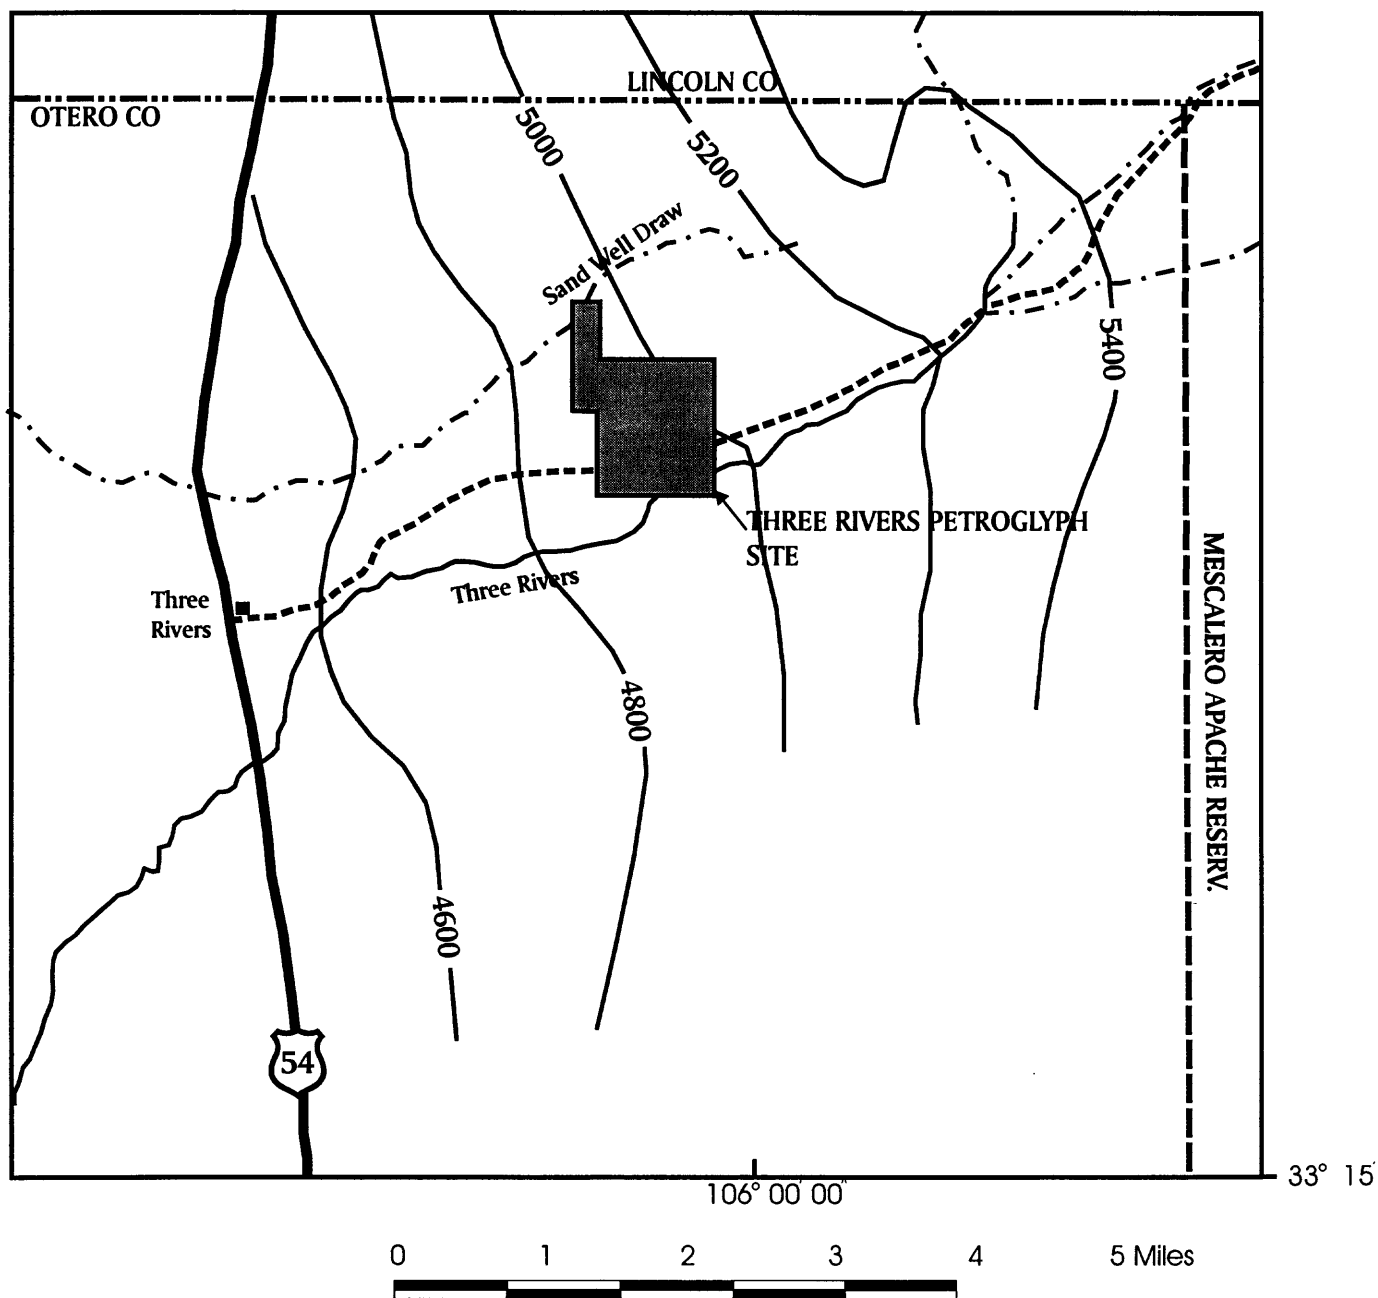 LINCOLN CO
OTERO CO
5000
5200
Sand Well Draw
5400
THREE RIVERS PETROGLYPH
SITE
MESCALERO APACHE RESERV.
Three Rivers
Three
Rivers
4800
4600
54
33° 15'
106° 00' 00"
0 1 2 3 4 5 Miles